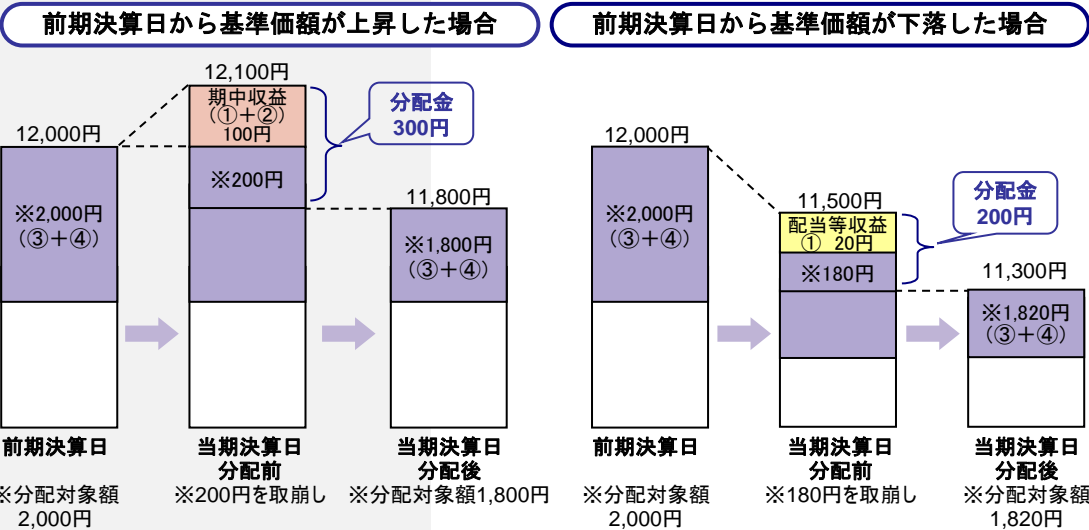 前期決算日から基準価額が上昇した場合
12,100円
期中収益
（①＋②）
100円
分配金
300円
12,000円
※2,000円
（③＋④）
※200円
11,800円
※1,800円
（③＋④）
前期決算日
当期決算日
分配前
当期決算日
分配後
※分配対象額
2,000円
※200円を取崩し
※分配対象額1,800円
前期決算日から基準価額が下落した場合
12,000円
※2,000円
（③＋④）
11,500円
配当等収益
① 20円
※180円
分配金
200円
11,300円
※1,820円
（③＋④）
前期決算日
当期決算日
分配前
当期決算日
分配後
※分配対象額
2,000円
※180円を取崩し
※分配対象額
1,820円